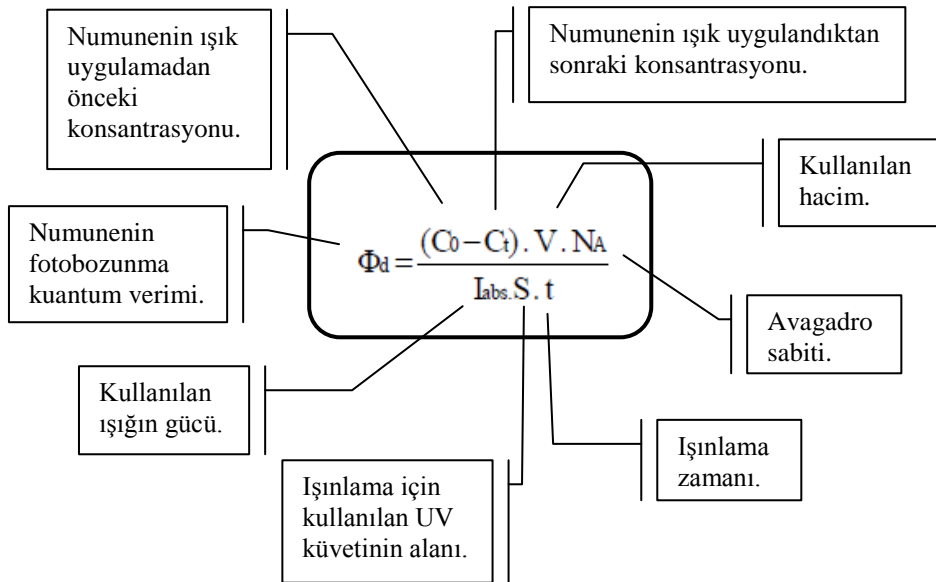 Numunenin ışık
uygulamadan
önceki
konsantrasyonu.
Numunenin ışık uygulandıktan
sonraki konsantrasyonu.
Kullanılan
hacim.
Numunenin
fotobozunma
kuantum verimi.
Φd = (C0 – Ct) . V . NA
Iabs. S . t
Avagadro
sabiti.
Kullanılan
ışığın gücü.
Işınlama
zamanı.
Işınlama için
kullanılan UV
küvetinin alanı.